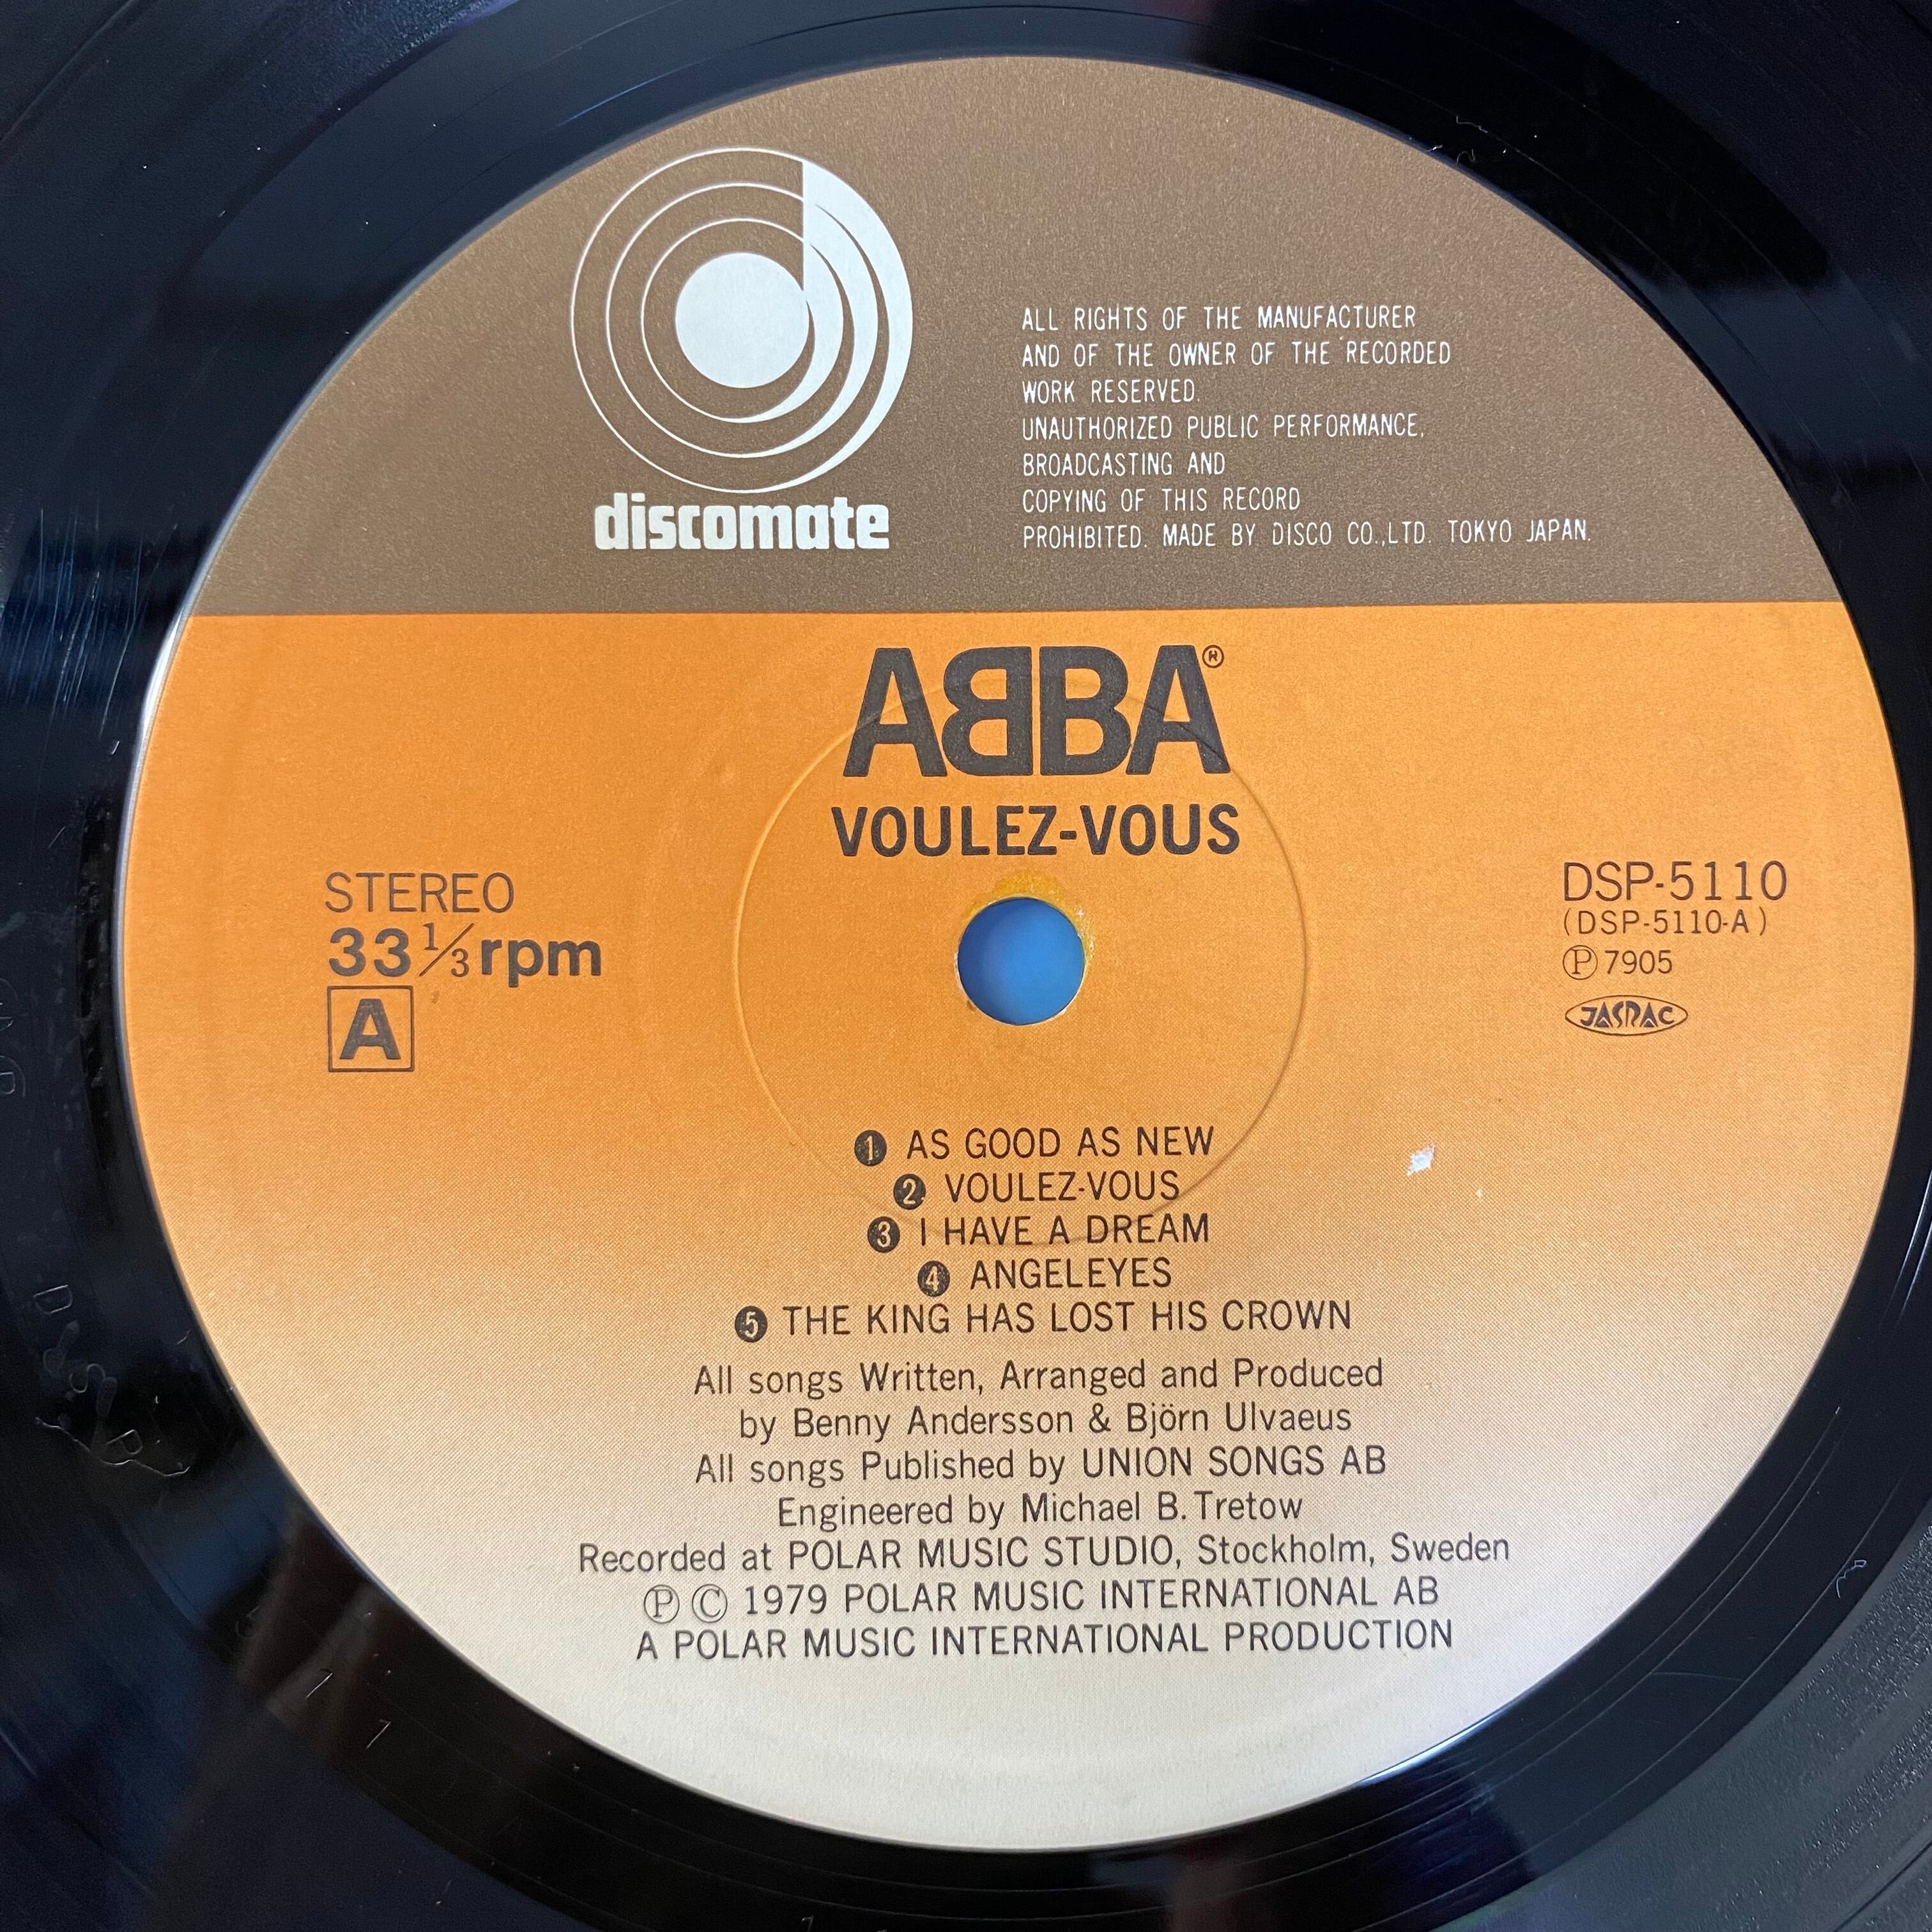 discomate
ALL RIGHTS OF THE MANUFACTURER
AND OF THE OWNER OF THE RECORDED
WORK RESERVED.
UNAUTHORIZED PUBLIC PERFORMANCE,
BROADCASTING AND
COPYING OF THIS RECORD
PROHIBITED. MADE BY DISCO CO.,LTD. TOKYO JAPAN.
ABBA®
VOULEZ-VOUS
STEREO
33 1/3 rpm
A
DSP-5110
(DSP-5110-A)
Ⓟ 7905
JASRAC
❶ AS GOOD AS NEW
❷ VOULEZ-VOUS
❸ I HAVE A DREAM
❹ ANGELEYES
❺ THE KING HAS LOST HIS CROWN
All songs Written, Arranged and Produced
by Benny Andersson & Björn Ulvaeus
All songs Published by UNION SONGS AB
Engineered by Michael B. Tretow
Recorded at POLAR MUSIC STUDIO, Stockholm, Sweden
Ⓟ Ⓒ 1979 POLAR MUSIC INTERNATIONAL AB
A POLAR MUSIC INTERNATIONAL PRODUCTION